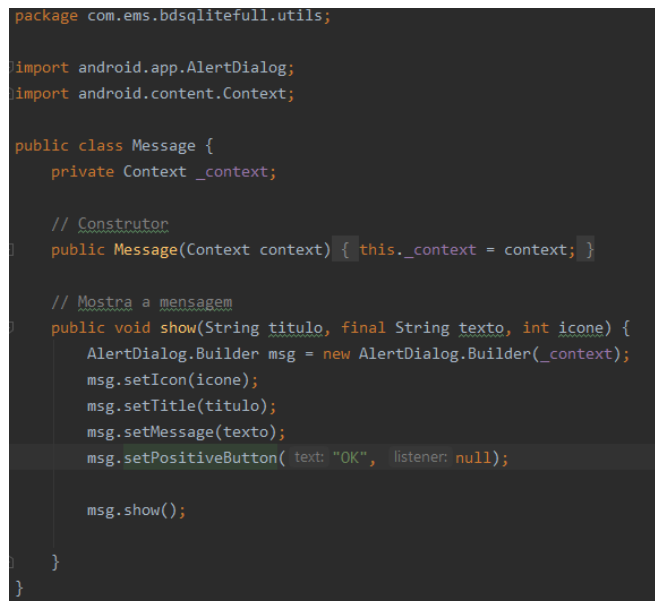 package com.ems.bdsqlitefull.utils;
import android.app.AlertDialog;
import android.content.Context;
public class Message {
private Context _context;
// Construtor
public Message(Context context) { this._context = context; }
// Mostra a mensagem
public void show(String titulo, final String texto, int icone) {
AlertDialog.Builder msg = new AlertDialog.Builder(_context);
msg.setIcon(icone);
msg.setTitle(titulo);
msg.setMessage(texto);
msg.setPositiveButton( text: "OK", listener: null);
msg.show();
}
}